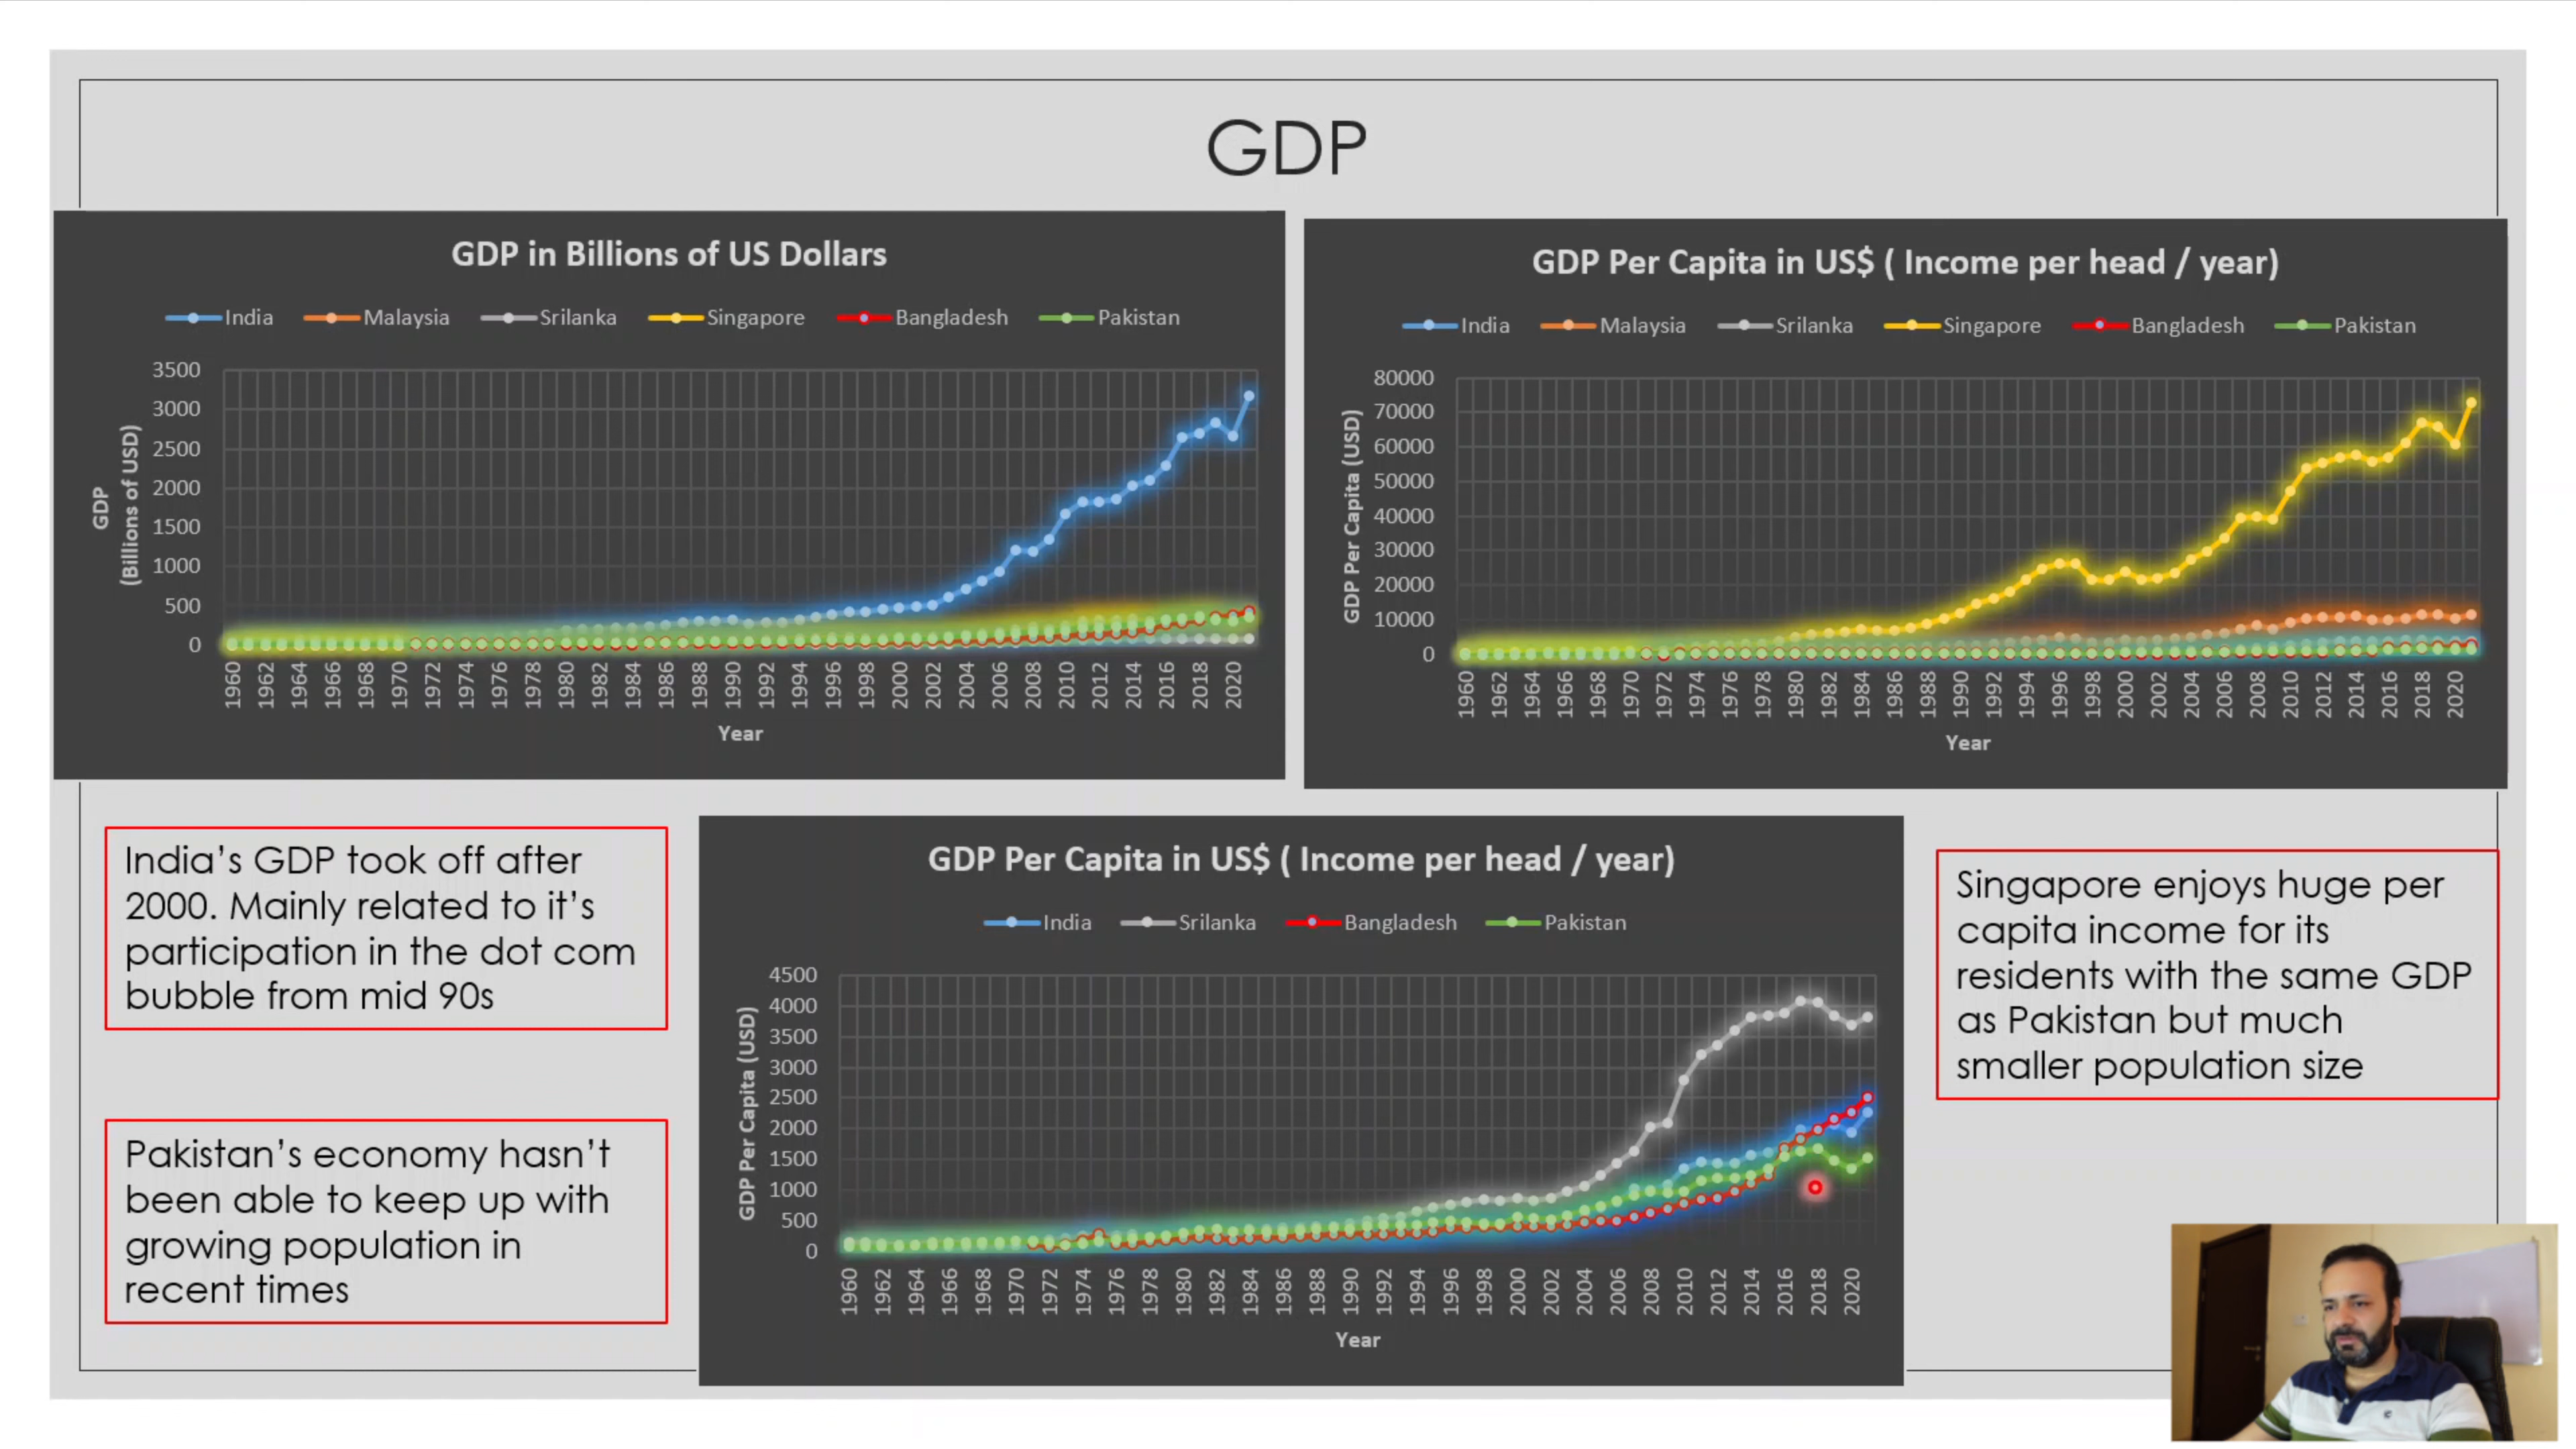 GDP
GDP in Billions of US Dollars
India Malaysia Srilanka Singapore Bangladesh Pakistan
GDP
(Billions of USD)
3500
3000
2500
2000
1500
1000
500
0
1960 1962 1964 1966 1968 1970 1972 1974 1976 1978 1980 1982 1984 1986 1988 1990 1992 1994 1996 1998 2000 2002 2004 2006 2008 2010 2012 2014 2016 2018 2020
Year
GDP Per Capita in US$ ( Income per head / year)
India Malaysia Srilanka Singapore Bangladesh Pakistan
GDP Per Capita (USD)
80000
70000
60000
50000
40000
30000
20000
10000
0
1960 1962 1964 1966 1968 1970 1972 1974 1976 1978 1980 1982 1984 1986 1988 1990 1992 1994 1996 1998 2000 2002 2004 2006 2008 2010 2012 2014 2016 2018 2020
Year
India's GDP took off after
2000. Mainly related to it's
participation in the dot com
bubble from mid 90s
Pakistan's economy hasn't
been able to keep up with
growing population in
recent times
GDP Per Capita in US$ ( Income per head / year)
India Srilanka Bangladesh Pakistan
GDP Per Capita (USD)
4500
4000
3500
3000
2500
2000
1500
1000
500
0
1960 1962 1964 1966 1968 1970 1972 1974 1976 1978 1980 1982 1984 1986 1988 1990 1992 1994 1996 1998 2000 2002 2004 2006 2008 2010 2012 2014 2016 2018 2020
Year
Singapore enjoys huge per
capita income for its
residents with the same GDP
as Pakistan but much
smaller population size